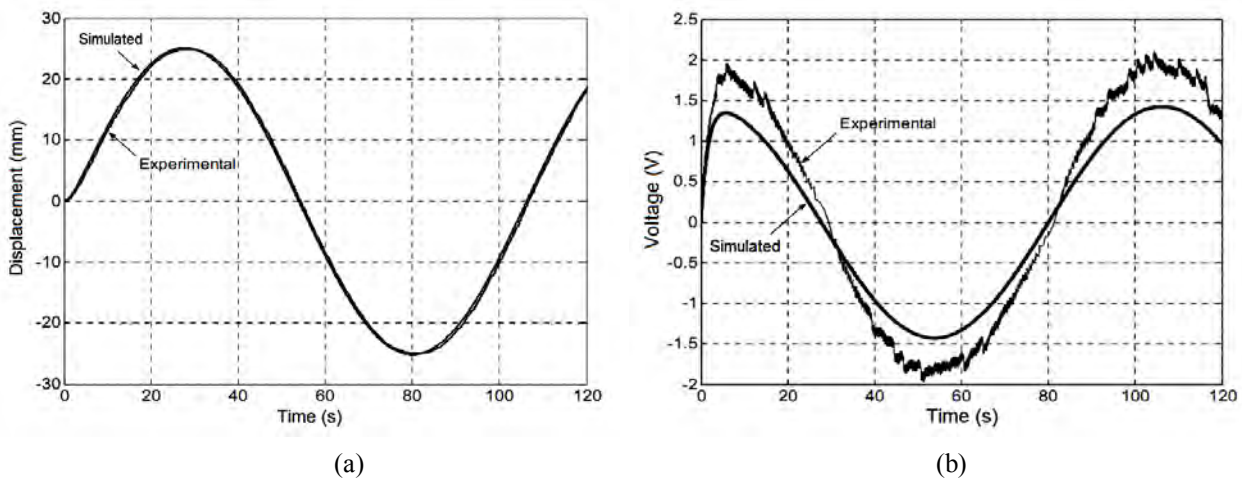 30
20
10
0
-10
-20
-30
Displacement (mm)
Simulated
Experimental
0 20 40 60 80 100 120
Time (s)
(a)
2.5
2
1.5
1
0.5
0
-0.5
-1
-1.5
-2
Voltage (V)
Experimental
Simulated
0 20 40 60 80 100 120
Time (s)
(b)